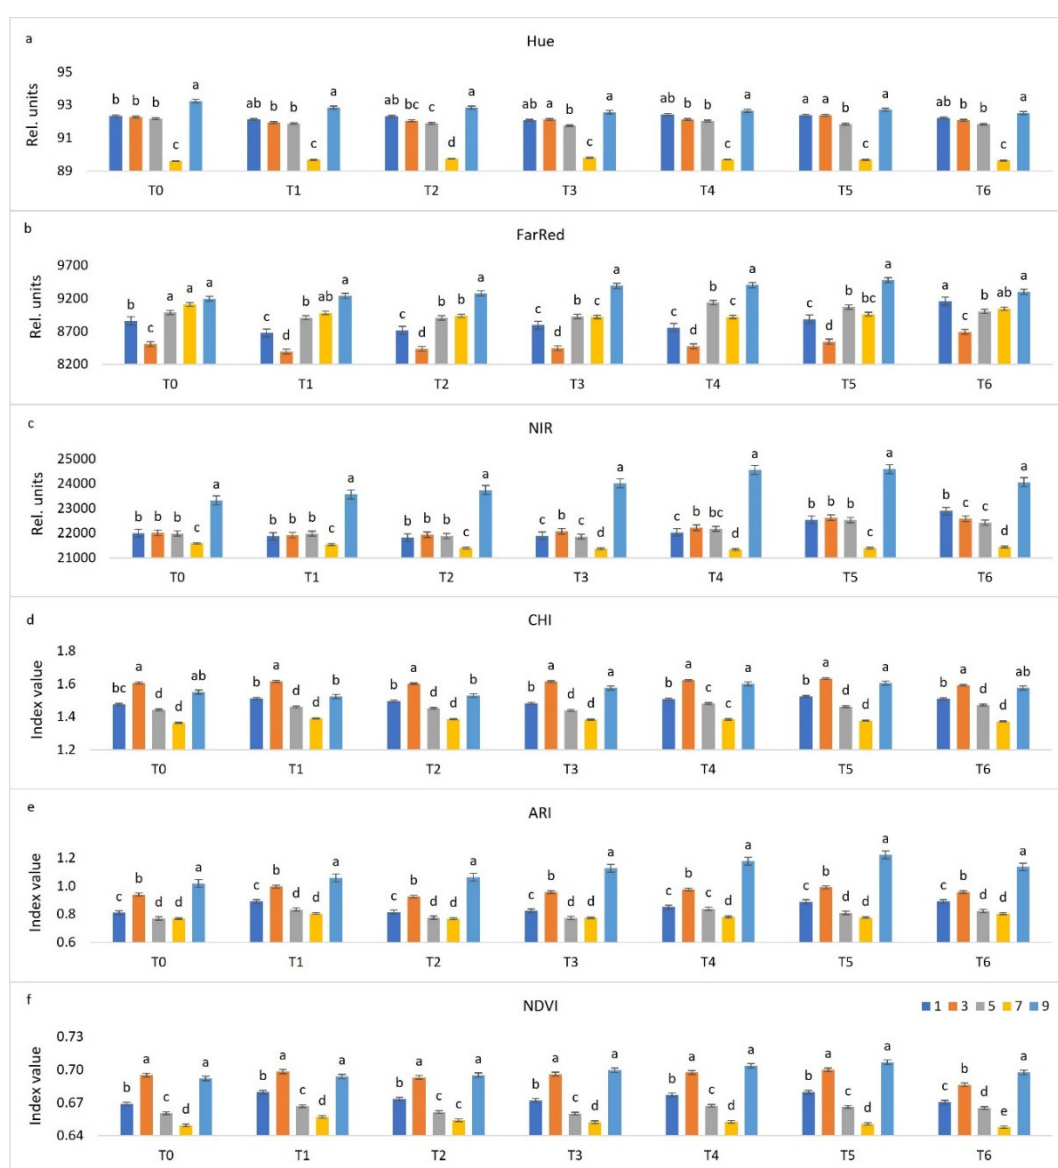 a
Hue
Rel. units
95
93
91
89
b b b c a
ab b b c a
ab bc c d a
ab a b c a
ab b b c a
a a b c a
ab b b c a
T0 T1 T2 T3 T4 T5 T6
b
FarRed
Rel. units
9700
9200
8700
8200
b c a a a
c d b ab a
c d b b a
c d b c a
c d b c a
c d b bc a
a c b ab a
T0 T1 T2 T3 T4 T5 T6
c
NIR
Rel. units
25000
24000
23000
22000
21000
b b b c a
b b b c a
b b b c a
c b c d a
c b bc d a
b b b c a
b c c d a
T0 T1 T2 T3 T4 T5 T6
d
CHI
Index value
1.8
1.6
1.4
1.2
bc a d d ab
b a d d b
b a d d b
b a d d a
b a c c a
b a d d a
b a d d ab
T0 T1 T2 T3 T4 T5 T6
e
ARI
Index value
1.2
1.0
0.8
0.6
c b d d a
c b d d a
c b d d a
c b d d a
c b c d a
c b d d a
c b d d a
T0 T1 T2 T3 T4 T5 T6
f
NDVI
1 3 5 7 9
Index value
0.73
0.70
0.67
0.64
b a c d a
b a c d a
b a c c a
b a c d a
b a c d a
b a c d a
c b d e a
T0 T1 T2 T3 T4 T5 T6